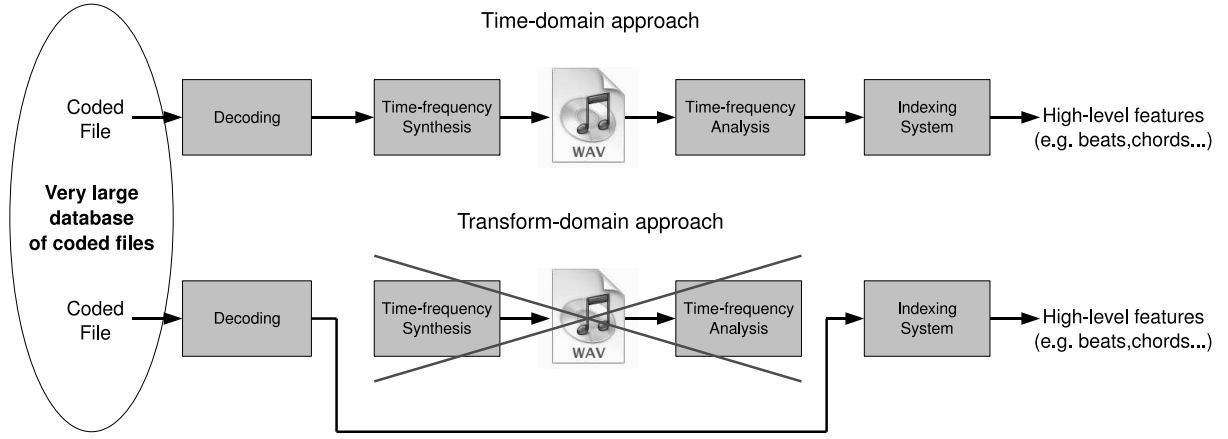 Time-domain approach
Coded
File
Decoding
Time-frequency
Synthesis
WAV
Time-frequency
Analysis
Indexing
System
High-level features
(e.g. beats,chords...)
Very large
database
of coded files
Transform-domain approach
Coded
File
Decoding
Time-frequency
Synthesis
WAV
Time-frequency
Analysis
Indexing
System
High-level features
(e.g. beats,chords...)